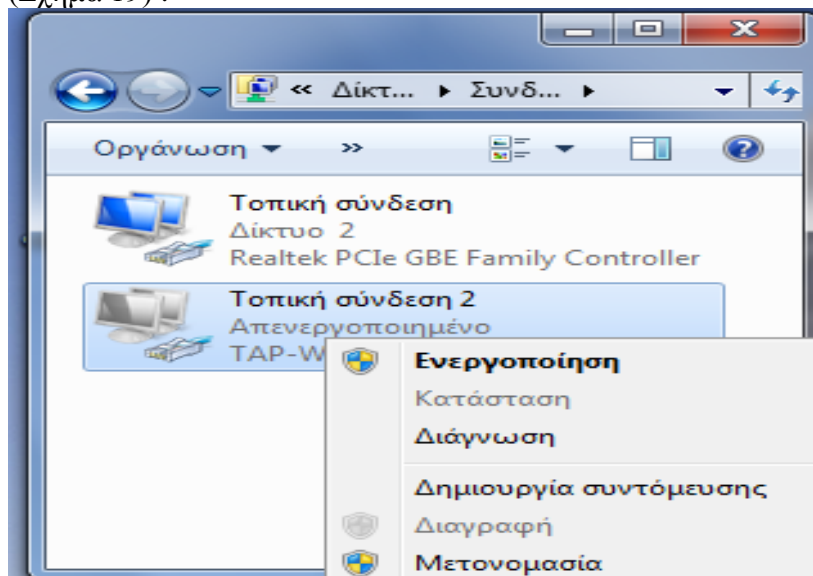 « Δίκτ... ▸ Συνδ... ▸
Οργάνωση »
Τοπική σύνδεση
Δίκτυο 2
Realtek PCIe GBE Family Controller
Τοπική σύνδεση 2
Απενεργοποιημένο
TAP-W
Ενεργοποίηση
Κατάσταση
Διάγνωση
Δημιουργία συντόμευσης
Διαγραφή
Μετονομασία